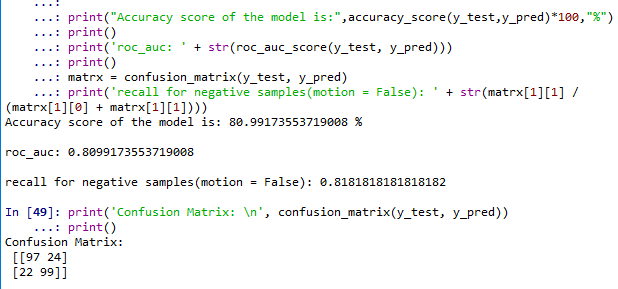 ...:
...: print("Accuracy score of the model is:",accuracy_score(y_test,y_pred)*100,"%")
...: print()
...: print('roc_auc: ' + str(roc_auc_score(y_test, y_pred)))
...: print()
...: matrx = confusion_matrix(y_test, y_pred)
...: print('recall for negative samples(motion = False): ' + str(matrx[1][1] /
(matrx[1][0] + matrx[1][1])))
Accuracy score of the model is: 80.99173553719008 %
roc_auc: 0.8099173553719008
recall for negative samples(motion = False): 0.8181818181818182
In [49]: print('Confusion Matrix: \n', confusion_matrix(y_test, y_pred))
...: print()
Confusion Matrix:
[[97 24]
[22 99]]